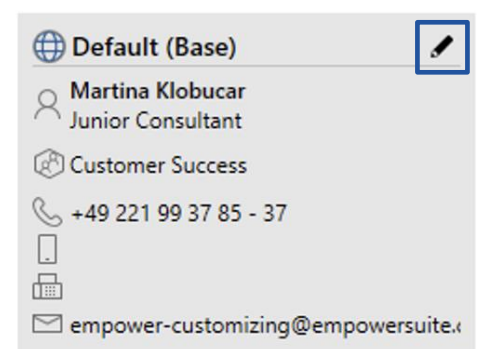 Default (Base)
Martina Klobucar
Junior Consultant
Customer Success
+49 221 99 37 85 - 37
empower-customizing@empowersuite.